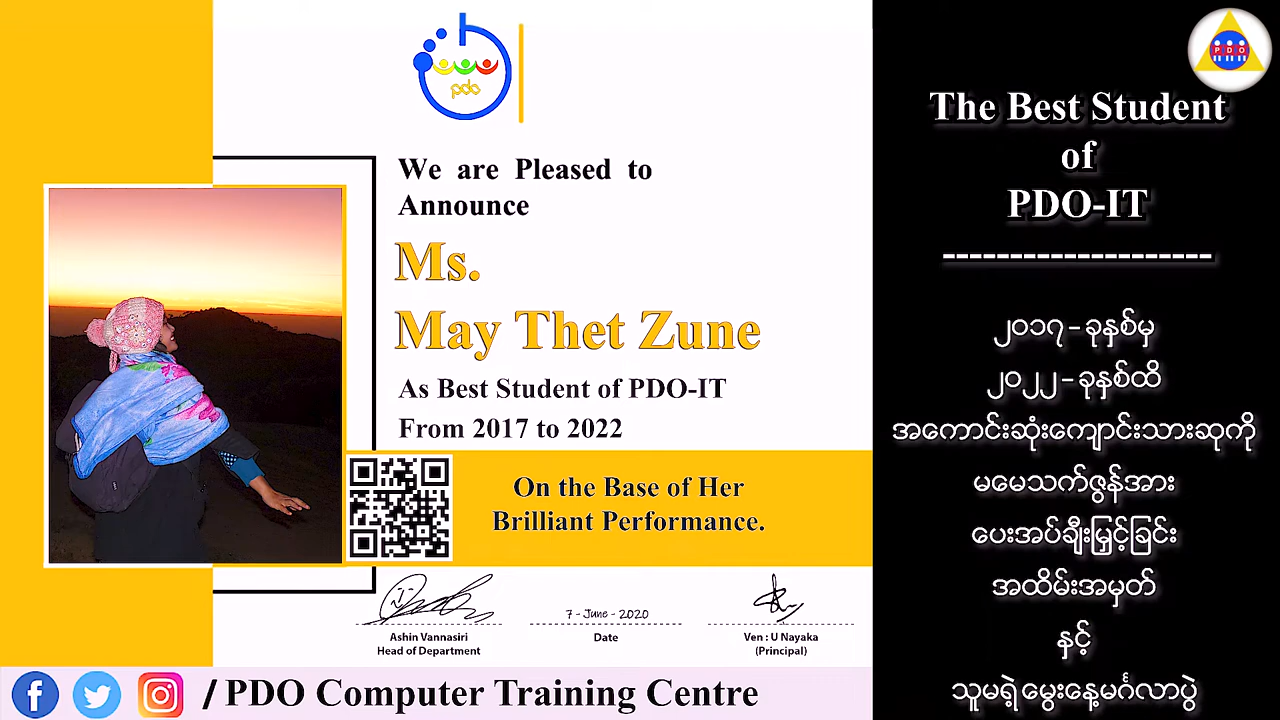 pdo
We are Pleased to
Announce
Ms.
May Thet Zune
As Best Student of PDO-IT
From 2017 to 2022
On the Base of Her
Brilliant Performance.
7 - June - 2020
Ashin Vannasiri
Head of Department
Date
Ven : U Nayaka
(Principal)
/ PDO Computer Training Centre
PDO
The Best Student
of
PDO-IT
--------------------
၂၀၁၇ – ခုနှစ်မှ
၂၀၂၂ – ခုနှစ်ထိ
အကောင်းဆုံးကျောင်းသားဆုကို
မမေသက်ဇွန်အား
ပေးအပ်ချီးမြှင့်ခြင်း
အထိမ်းအမှတ်
နှင့်
သူမရဲ့ မွေးနေ့မင်္ဂလာပွဲ